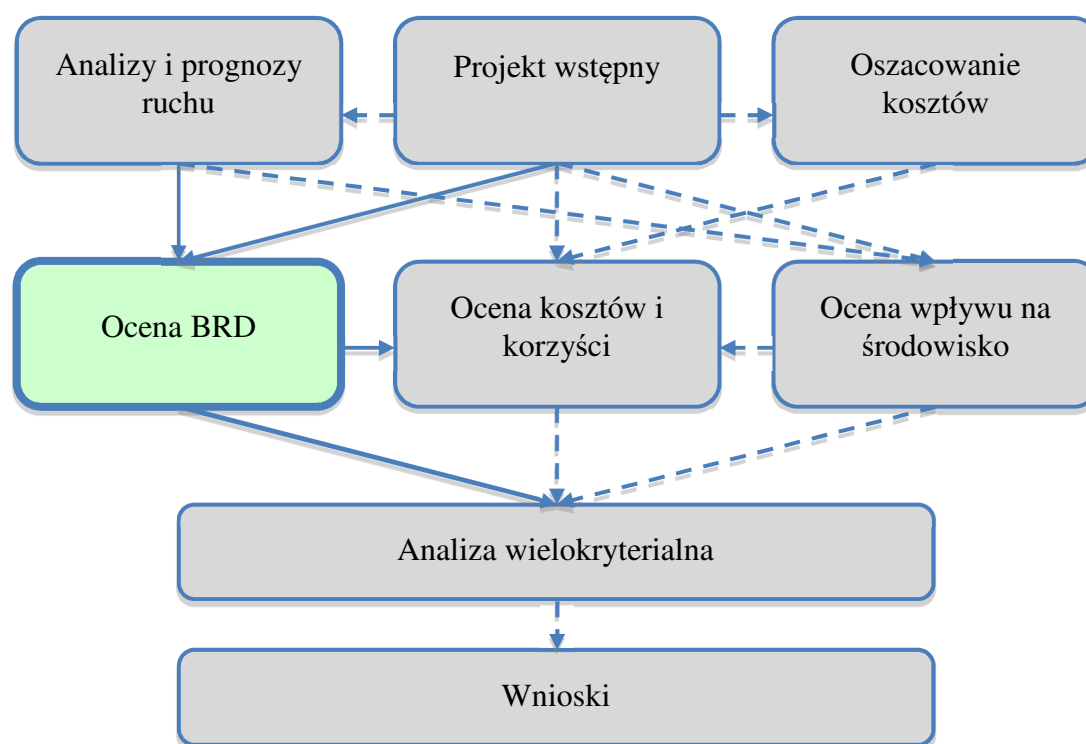 Analizy i prognozy
ruchu
Projekt wstępny
Oszacowanie
kosztów
Ocena BRD
Ocena kosztów i
korzyści
Ocena wpływu na
środowisko
Analiza wielokryterialna
Wnioski